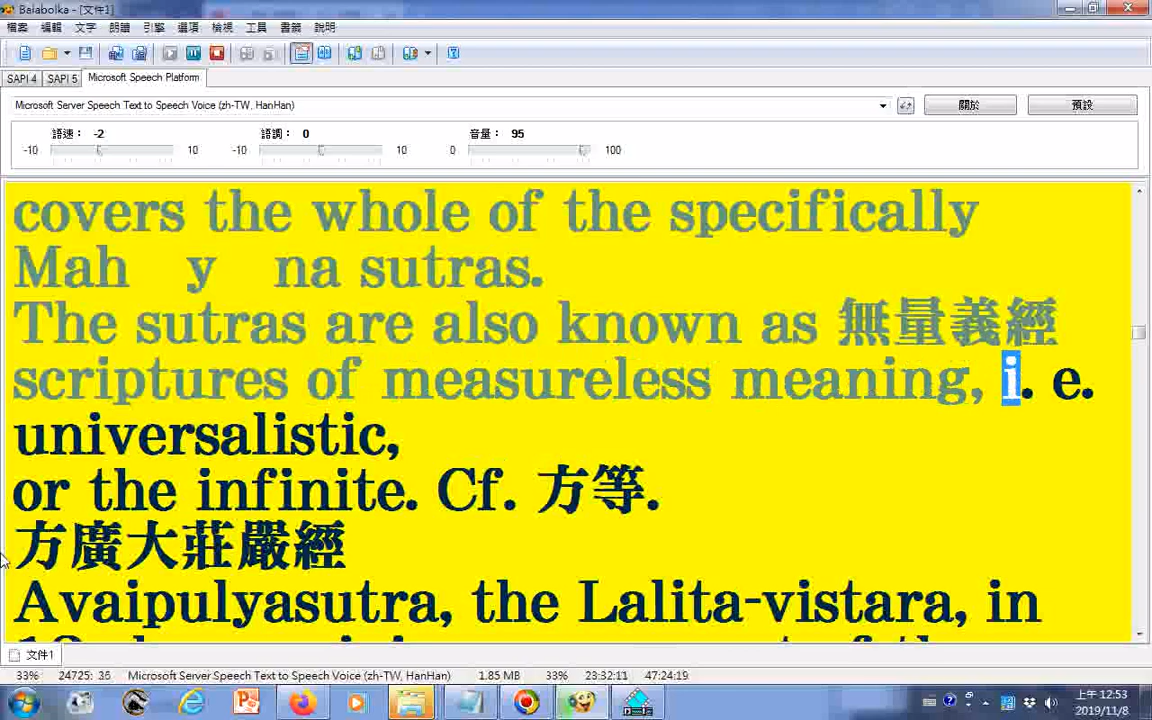 Balabolka - [文件1]
檔案 編輯 文字 朗讀 引擎 選項 檢視 工具 書籤 說明
SAPI 4 SAPI 5 Microsoft Speech Platform
Microsoft Server Speech Text to Speech Voice (zh-TW, HanHan) 關於 預設
語速： -2 語調： 0 音量： 95
-10 10 -10 10 0 100
covers the whole of the specifically
Mah y na sutras.
The sutras are also known as 無量義經
scriptures of measureless meaning, i. e.
universalistic,
or the infinite. Cf. 方等.
方廣大莊嚴經
Avaipulyasutra, the Lalita-vistara, in
文件1
33% 24725: 35 Microsoft Server Speech Text to Speech Voice (zh-TW, HanHan) 1.85 MB 33% 23:32:11 47:24:19
上午 12:53
2019/11/8